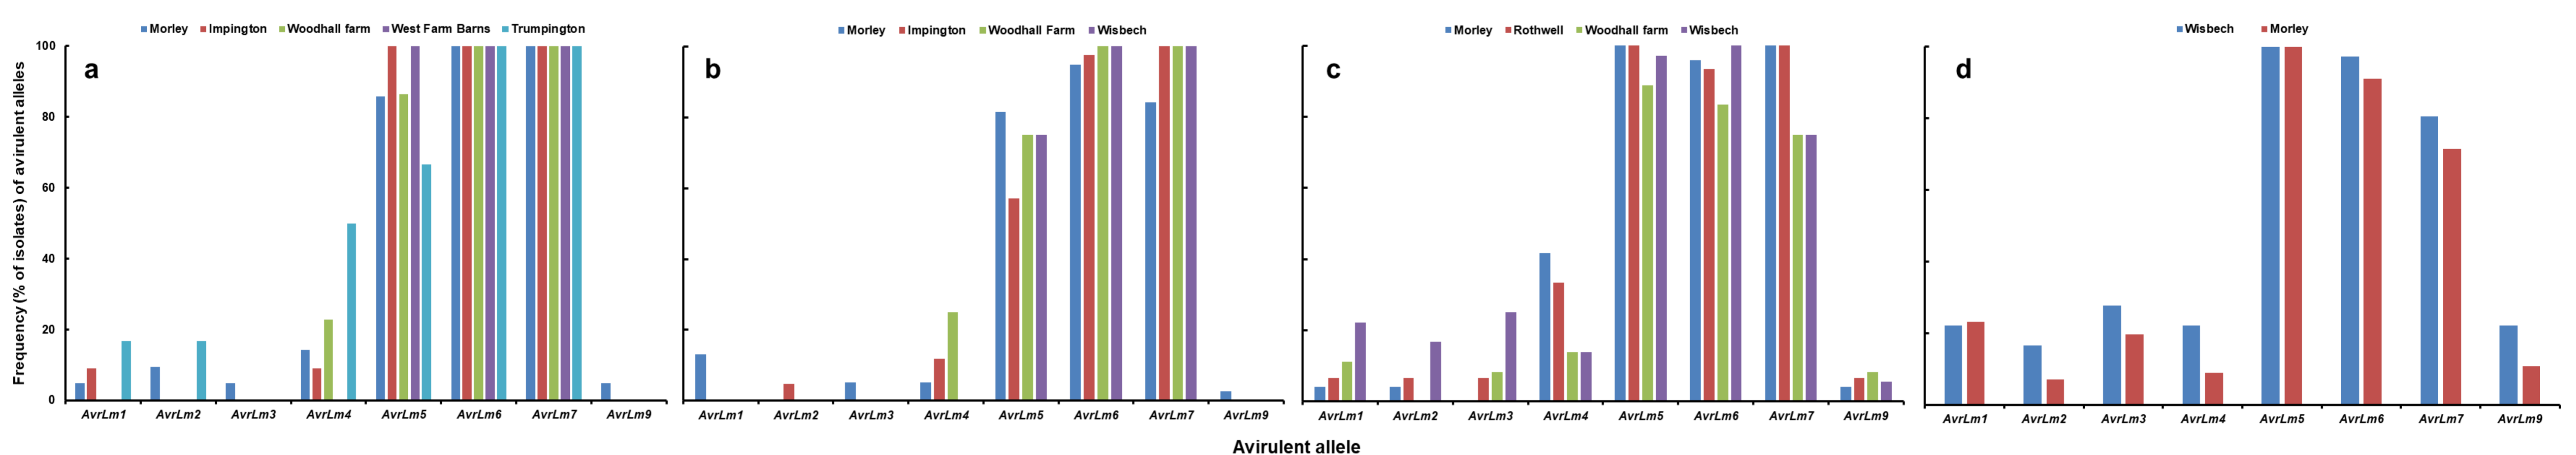 Morley Impington Woodhall farm West Farm Barns Trumpington
Frequency (% of isolates) of avirulent alleles
100
80
60
40
20
0
a
AvrLm1 AvrLm2 AvrLm3 AvrLm4 AvrLm5 AvrLm6 AvrLm7 AvrLm9
Morley Impington Woodhall Farm Wisbech
b
AvrLm1 AvrLm2 AvrLm3 AvrLm4 AvrLm5 AvrLm6 AvrLm7 AvrLm9
Morley Rothwell Woodhall farm Wisbech
c
AvrLm1 AvrLm2 AvrLm3 AvrLm4 AvrLm5 AvrLm6 AvrLm7 AvrLm9
Wisbech Morley
d
AvrLm1 AvrLm2 AvrLm3 AvrLm4 AvrLm5 AvrLm6 AvrLm7 AvrLm9
Avirulent allele